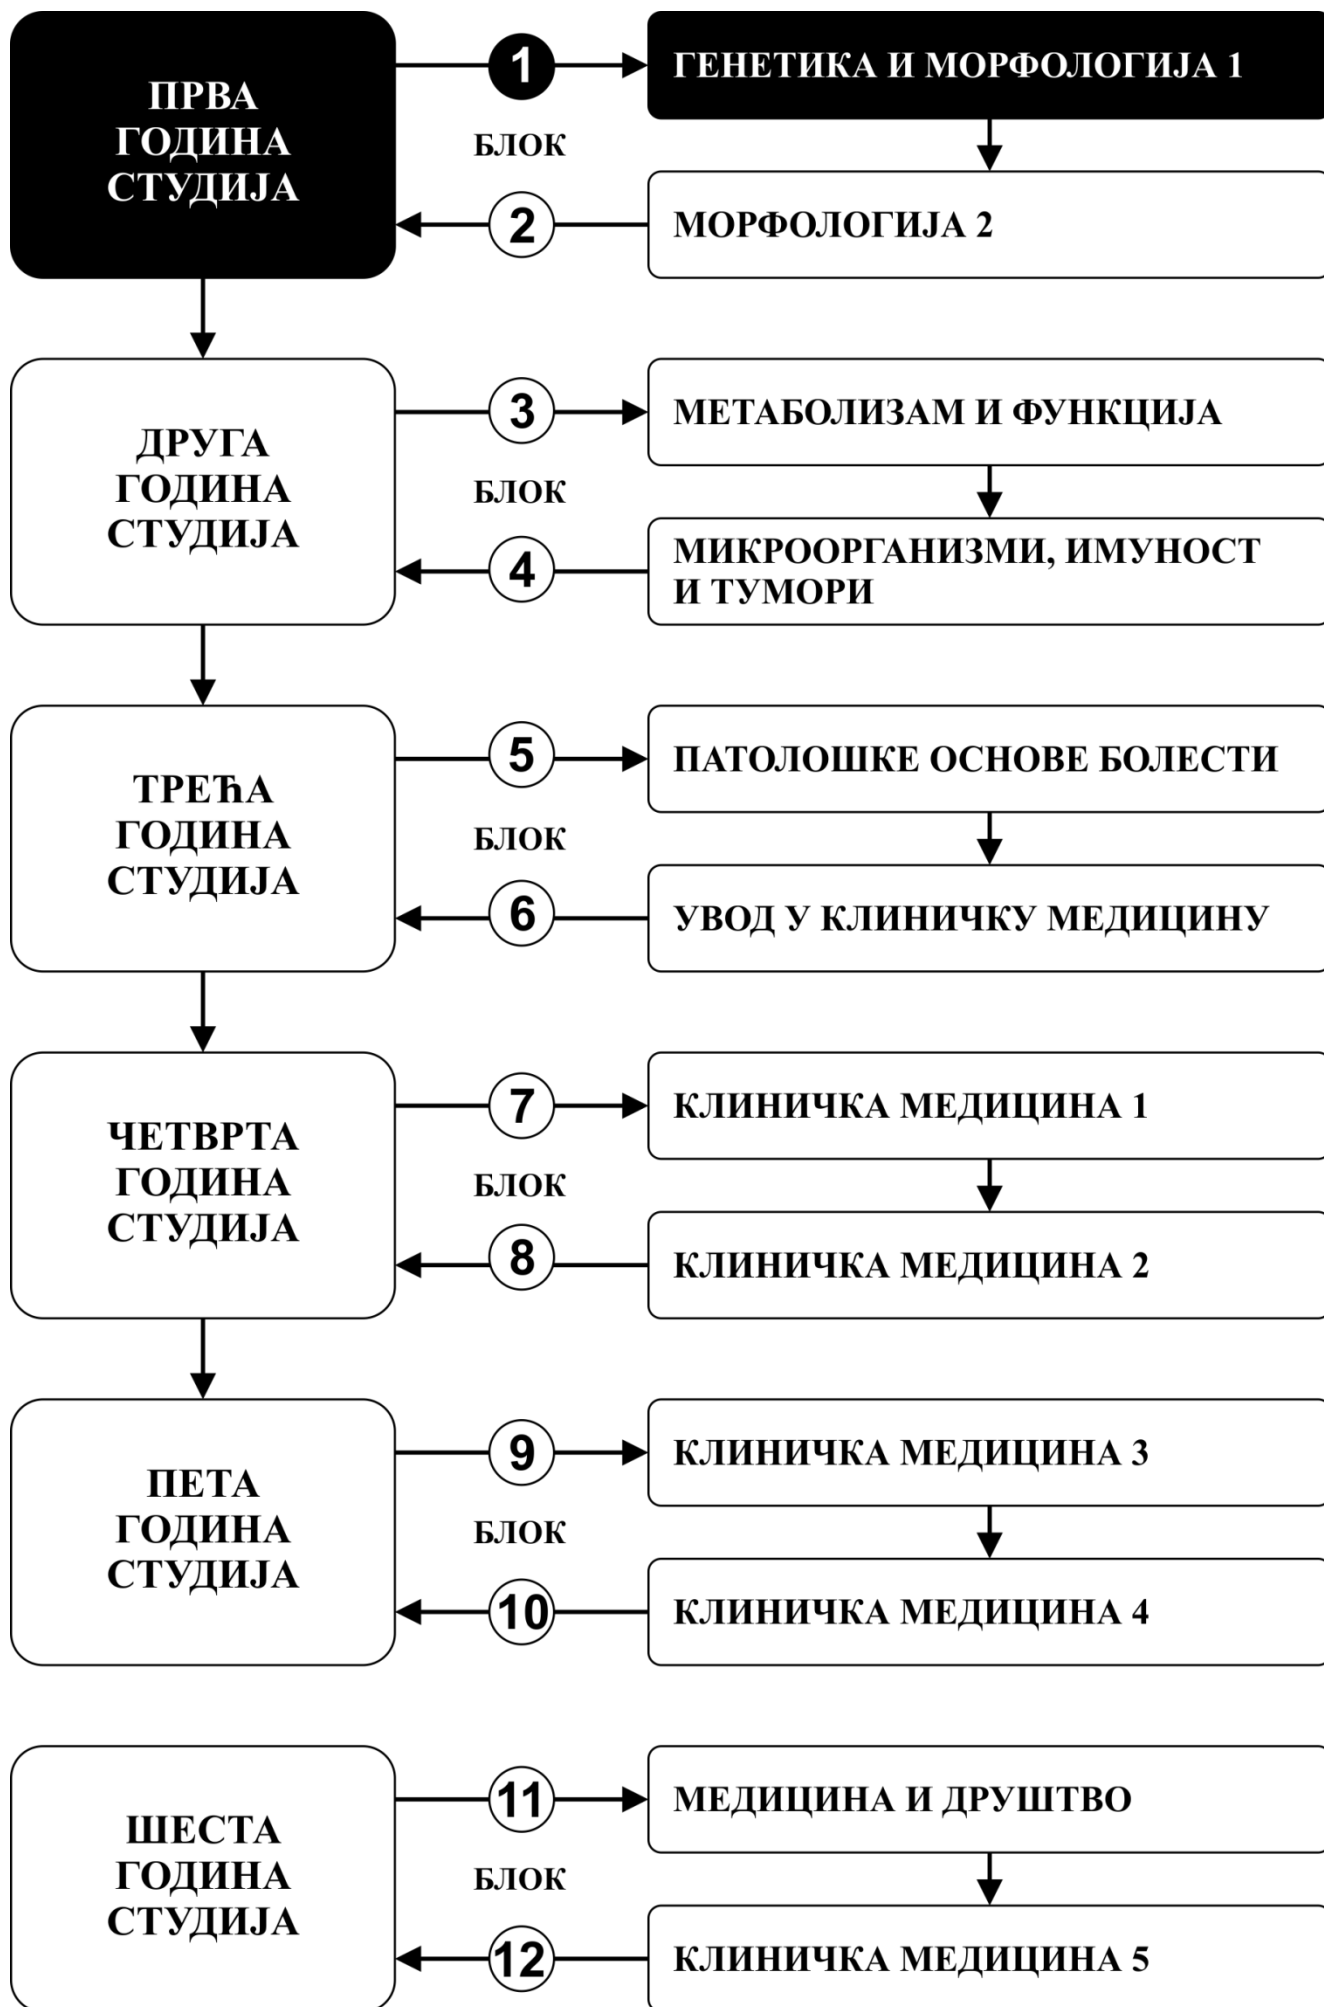 ПРВА
ГОДИНА
СТУДИЈА
1
БЛОК
2
ГЕНЕТИКА И МОРФОЛОГИЈА 1
МОРФОЛОГИЈА 2
ДРУГА
ГОДИНА
СТУДИЈА
3
БЛОК
4
МЕТАБОЛИЗАМ И ФУНКЦИЈА
МИКРООРГАНИЗМИ, ИМУНОСТ
И ТУМОРИ
ТРЕЋА
ГОДИНА
СТУДИЈА
5
БЛОК
6
ПАТОЛОШКЕ ОСНОВЕ БОЛЕСТИ
УВОД У КЛИНИЧКУ МЕДИЦИНУ
ЧЕТВРТА
ГОДИНА
СТУДИЈА
7
БЛОК
8
КЛИНИЧКА МЕДИЦИНА 1
КЛИНИЧКА МЕДИЦИНА 2
ПЕТА
ГОДИНА
СТУДИЈА
9
БЛОК
10
КЛИНИЧКА МЕДИЦИНА 3
КЛИНИЧКА МЕДИЦИНА 4
ШЕСТА
ГОДИНА
СТУДИЈА
11
БЛОК
12
МЕДИЦИНА И ДРУШТВО
КЛИНИЧКА МЕДИЦИНА 5